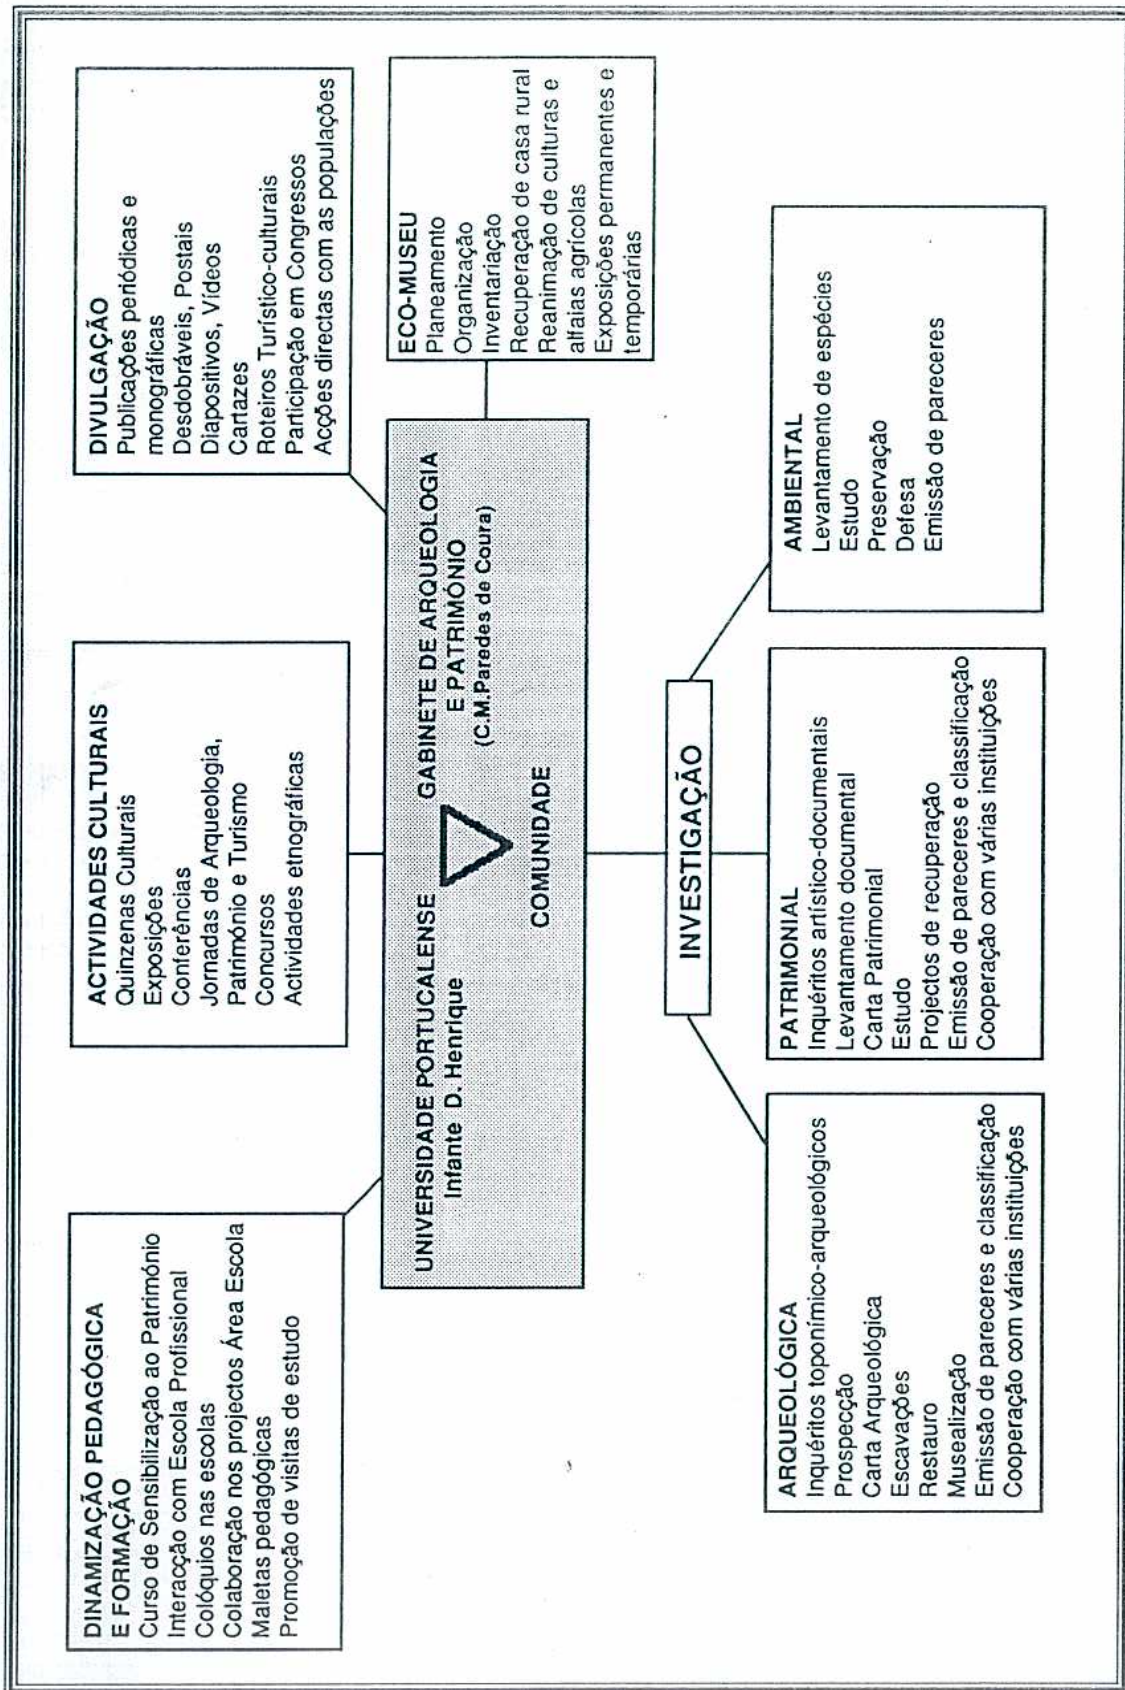 DINAMIZAÇÃO PEDAGÓGICA
E FORMAÇÃO
Curso de Sensibilização ao Património
Interacção com Escola Profissional
Colóquios nas escolas
Colaboração nos projectos Área Escola
Maletas pedagógicas
Promoção de visitas de estudo
ACTIVIDADES CULTURAIS
Quinzenas Culturais
Exposições
Conferências
Jornadas de Arqueologia,
Património e Turismo
Concursos
Actividades etnográficas
DIVULGAÇÃO
Publicações periódicas e
monográficas
Desdobráveis, Postais
Diapositivos, Vídeos
Cartazes
Roteiros Turístico-culturais
Participação em Congressos
Acções directas com as populações
UNIVERSIDADE PORTUCALENSE
Infante D. Henrique
GABINETE DE ARQUEOLOGIA
E PATRIMÓNIO
(C.M.Paredes de Coura)
COMUNIDADE
ECO-MUSEU
Planeamento
Organização
Inventariação
Recuperação de casa rural
Reanimação de culturas e
alfaias agrícolas
Exposições permanentes e
temporárias
INVESTIGAÇÃO
ARQUEOLÓGICA
Inquéritos toponímico-arqueológicos
Prospecção
Carta Arqueológica
Escavações
Restauro
Musealização
Emissão de pareceres e classificação
Cooperação com várias instituições
PATRIMONIAL
Inquéritos artístico-documentais
Levantamento documental
Carta Patrimonial
Estudo
Projectos de recuperação
Emissão de pareceres e classificação
Cooperação com várias instituições
AMBIENTAL
Levantamento de espécies
Estudo
Preservação
Defesa
Emissão de pareceres